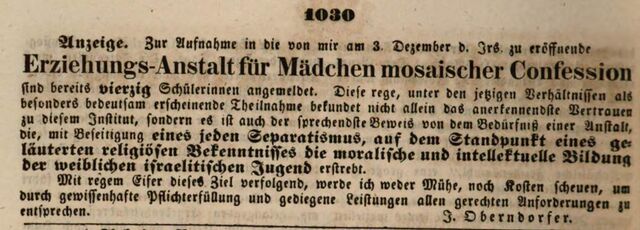 1030
Anzeige. Zur Aufnahme in die von mir am 3. Dezember d. Jrs. zu eröffnende
Erziehungs-Anstalt für Mädchen mosaischer Confession
sind bereits vierzig Schülerinnen angemeldet. Diese rege, unter den jetzigen Verhältnissen als
besonders bedeutsam erscheinende Theilnahme bekundet nicht allein das anerkennendste Vertrauen
zu diesem Institut, sondern es ist auch der sprechendste Beweis von dem Bedürfniß einer Anstalt,
die, mit Beseitigung eines jeden Separatismus, auf dem Standpunkt eines ge-
läuterten religiösen Bekenntnisses die moralische und intellektuelle Bildung
der weiblichen israelitischen Jugend erstrebt.
Mit regem Eifer dieses Ziel verfolgend, werde ich weder Mühe, noch Kosten scheuen, um
durch gewissenhafte Pflichterfüllung und gediegene Leistungen allen gerechten Anforderungen zu
entsprechen.
J. Oberndorfer.